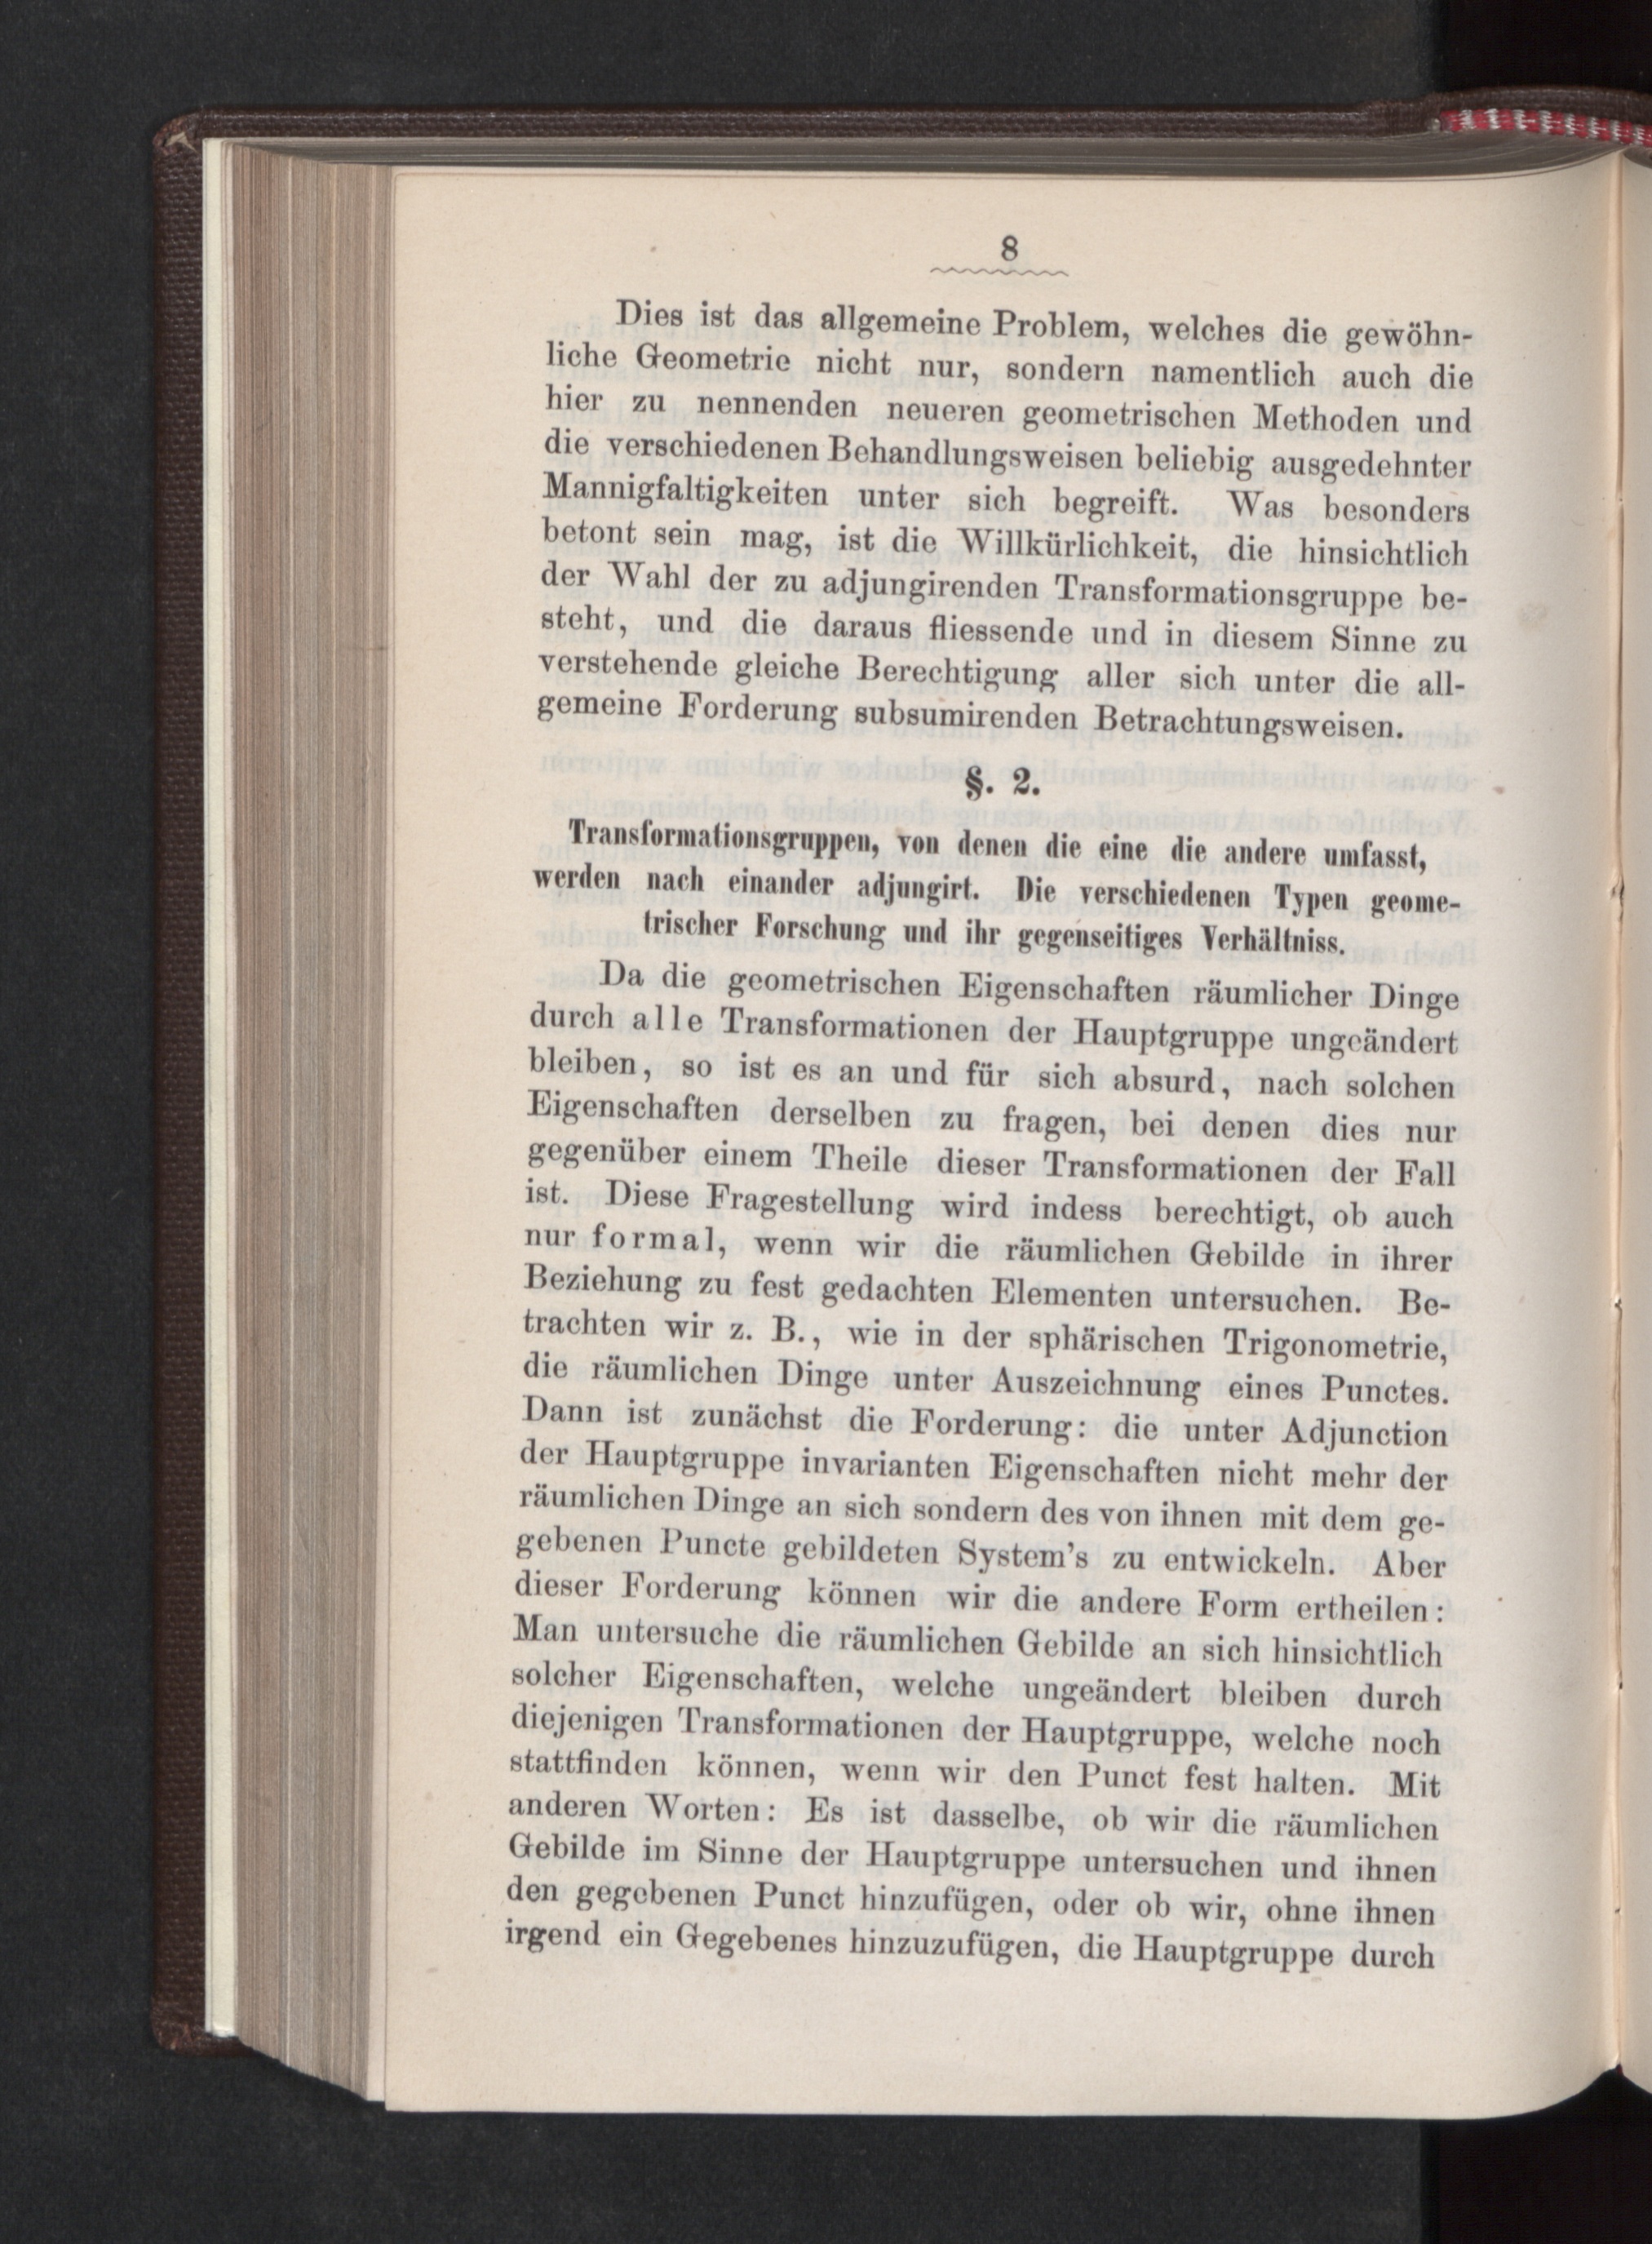 8
Dies ist das allgemeine Problem, welches die gewöhn-
liche Geometrie nicht nur, sondern namentlich auch die
hier zu nennenden neueren geometrischen Methoden und
die verschiedenen Behandlungsweisen beliebig ausgedehnter
Mannigfaltigkeiten unter sich begreift. Was besonders
betont sein mag, ist die Willkürlichkeit, die hinsichtlich
der Wahl der zu adjungirenden Transformationsgruppe be-
steht, und die daraus fliessende und in diesem Sinne zu
verstehende gleiche Berechtigung aller sich unter die all-
gemeine Forderung subsumirenden Betrachtungsweisen.
§. 2.
Transformationsgruppen, von denen die eine die andere umfasst,
werden nach einander adjungirt. Die verschiedenen Typen geome-
trischer Forschung und ihr gegenseitiges Verhältniss.
Da die geometrischen Eigenschaften räumlicher Dinge
durch alle Transformationen der Hauptgruppe ungeändert
bleiben, so ist es an und für sich absurd, nach solchen
Eigenschaften derselben zu fragen, bei denen dies nur
gegenüber einem Theile dieser Transformationen der Fall
ist. Diese Fragestellung wird indess berechtigt, ob auch
nur formal, wenn wir die räumlichen Gebilde in ihrer
Beziehung zu fest gedachten Elementen untersuchen. Be-
trachten wir z. B., wie in der sphärischen Trigonometrie,
die räumlichen Dinge unter Auszeichnung eines Punctes.
Dann ist zunächst die Forderung: die unter Adjunction
der Hauptgruppe invarianten Eigenschaften nicht mehr der
räumlichen Dinge an sich sondern des von ihnen mit dem ge-
gebenen Puncte gebildeten System's zu entwickeln. Aber
dieser Forderung können wir die andere Form ertheilen:
Man untersuche die räumlichen Gebilde an sich hinsichtlich
solcher Eigenschaften, welche ungeändert bleiben durch
diejenigen Transformationen der Hauptgruppe, welche noch
stattfinden können, wenn wir den Punct fest halten. Mit
anderen Worten: Es ist dasselbe, ob wir die räumlichen
Gebilde im Sinne der Hauptgruppe untersuchen und ihnen
den gegebenen Punct hinzufügen, oder ob wir, ohne ihnen
irgend ein Gegebenes hinzuzufügen, die Hauptgruppe durch